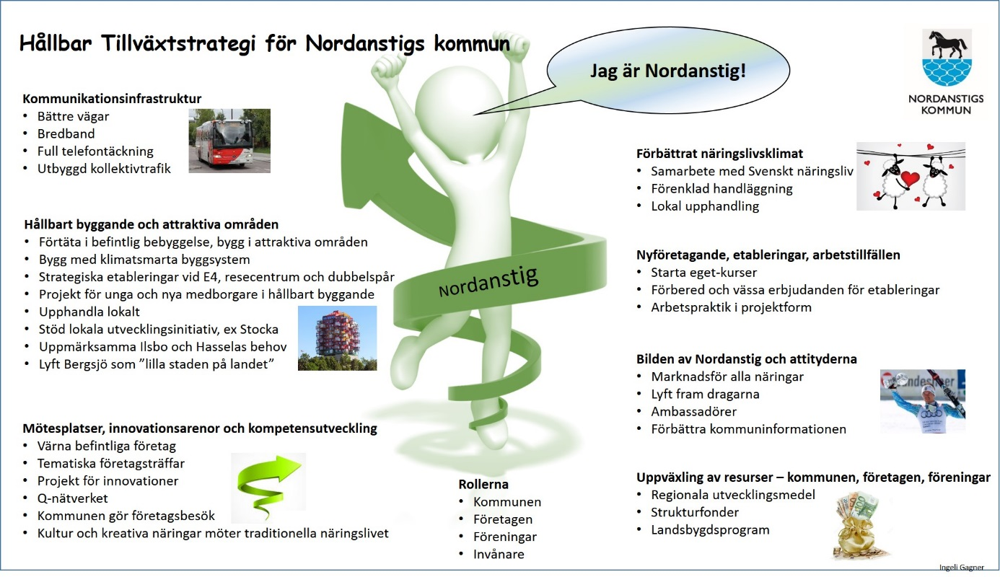 Hållbar Tillväxtstrategi för Nordanstigs kommun
Jag är Nordanstig!
NORDANSTIGS
KOMMUN
Kommunikationsinfrastruktur
• Bättre vägar
• Bredband
• Full telefontäckning
• Utbyggd kollektivtrafik
Hållbart byggande och attraktiva områden
• Förtäta i befintlig bebyggelse, bygg i attraktiva områden
• Bygg med klimatsmarta byggsystem
• Strategiska etableringar vid E4, resecentrum och dubbelspår
• Projekt för unga och nya medborgare i hållbart byggande
• Upphandla lokalt
• Stöd lokala utvecklingsinitiativ, ex Stocka
• Uppmärksamma Ilsbo och Hasselas behov
• Lyft Bergsjö som ”lilla staden på landet”
Mötesplatser, innovationsarenor och kompetensutveckling
• Värna befintliga företag
• Tematiska företagsträffar
• Projekt för innovationer
• Q-nätverket
• Kommunen gör företagsbesök
• Kultur och kreativa näringar möter traditionella näringslivet
Nordanstig
Rollerna
• Kommunen
• Företagen
• Föreningar
• Invånare
Förbättrat näringslivsklimat
• Samarbete med Svenskt näringsliv
• Förenklad handläggning
• Lokal upphandling
Nyföretagande, etableringar, arbetstillfällen
• Starta eget-kurser
• Förbered och vässa erbjudanden för etableringar
• Arbetspraktik i projektform
Bilden av Nordanstig och attityderna
• Marknadsför alla näringar
• Lyft fram dragarna
• Ambassadörer
• Förbättra kommuninformationen
Uppväxling av resurser – kommunen, företagen, föreningar
• Regionala utvecklingsmedel
• Strukturfonder
• Landsbygdsprogram
100
Ingeli Gagner